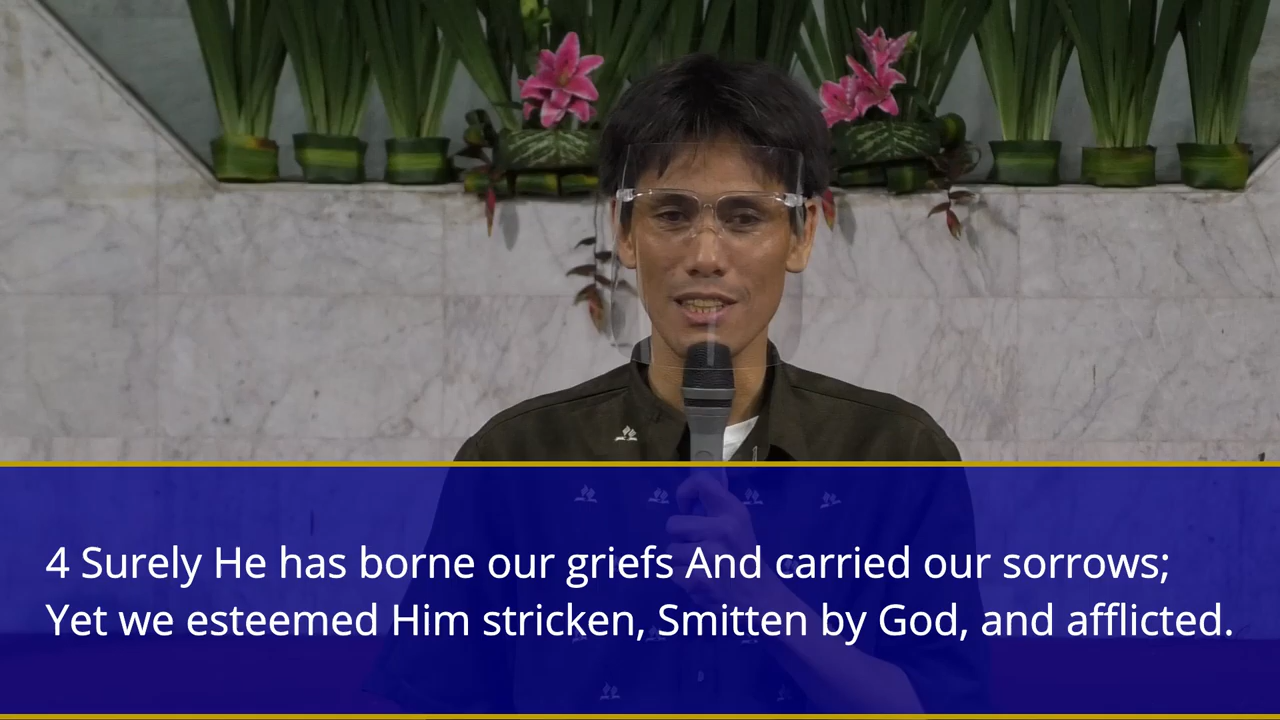 4 Surely He has borne our griefs And carried our sorrows;
Yet we esteemed Him stricken, Smitten by God, and afflicted.